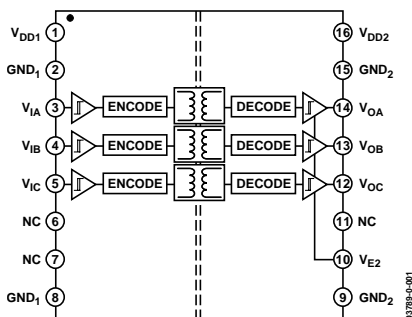 VDD1 1 16 VDD2
GND1 2 15 GND2
VIA 3 ENCODE DECODE 14 VOA
VIB 4 ENCODE DECODE 13 VOB
VIC 5 ENCODE DECODE 12 VOC
NC 6 11 NC
NC 7 10 VE2
GND1 8 9 GND2
03789-0-001